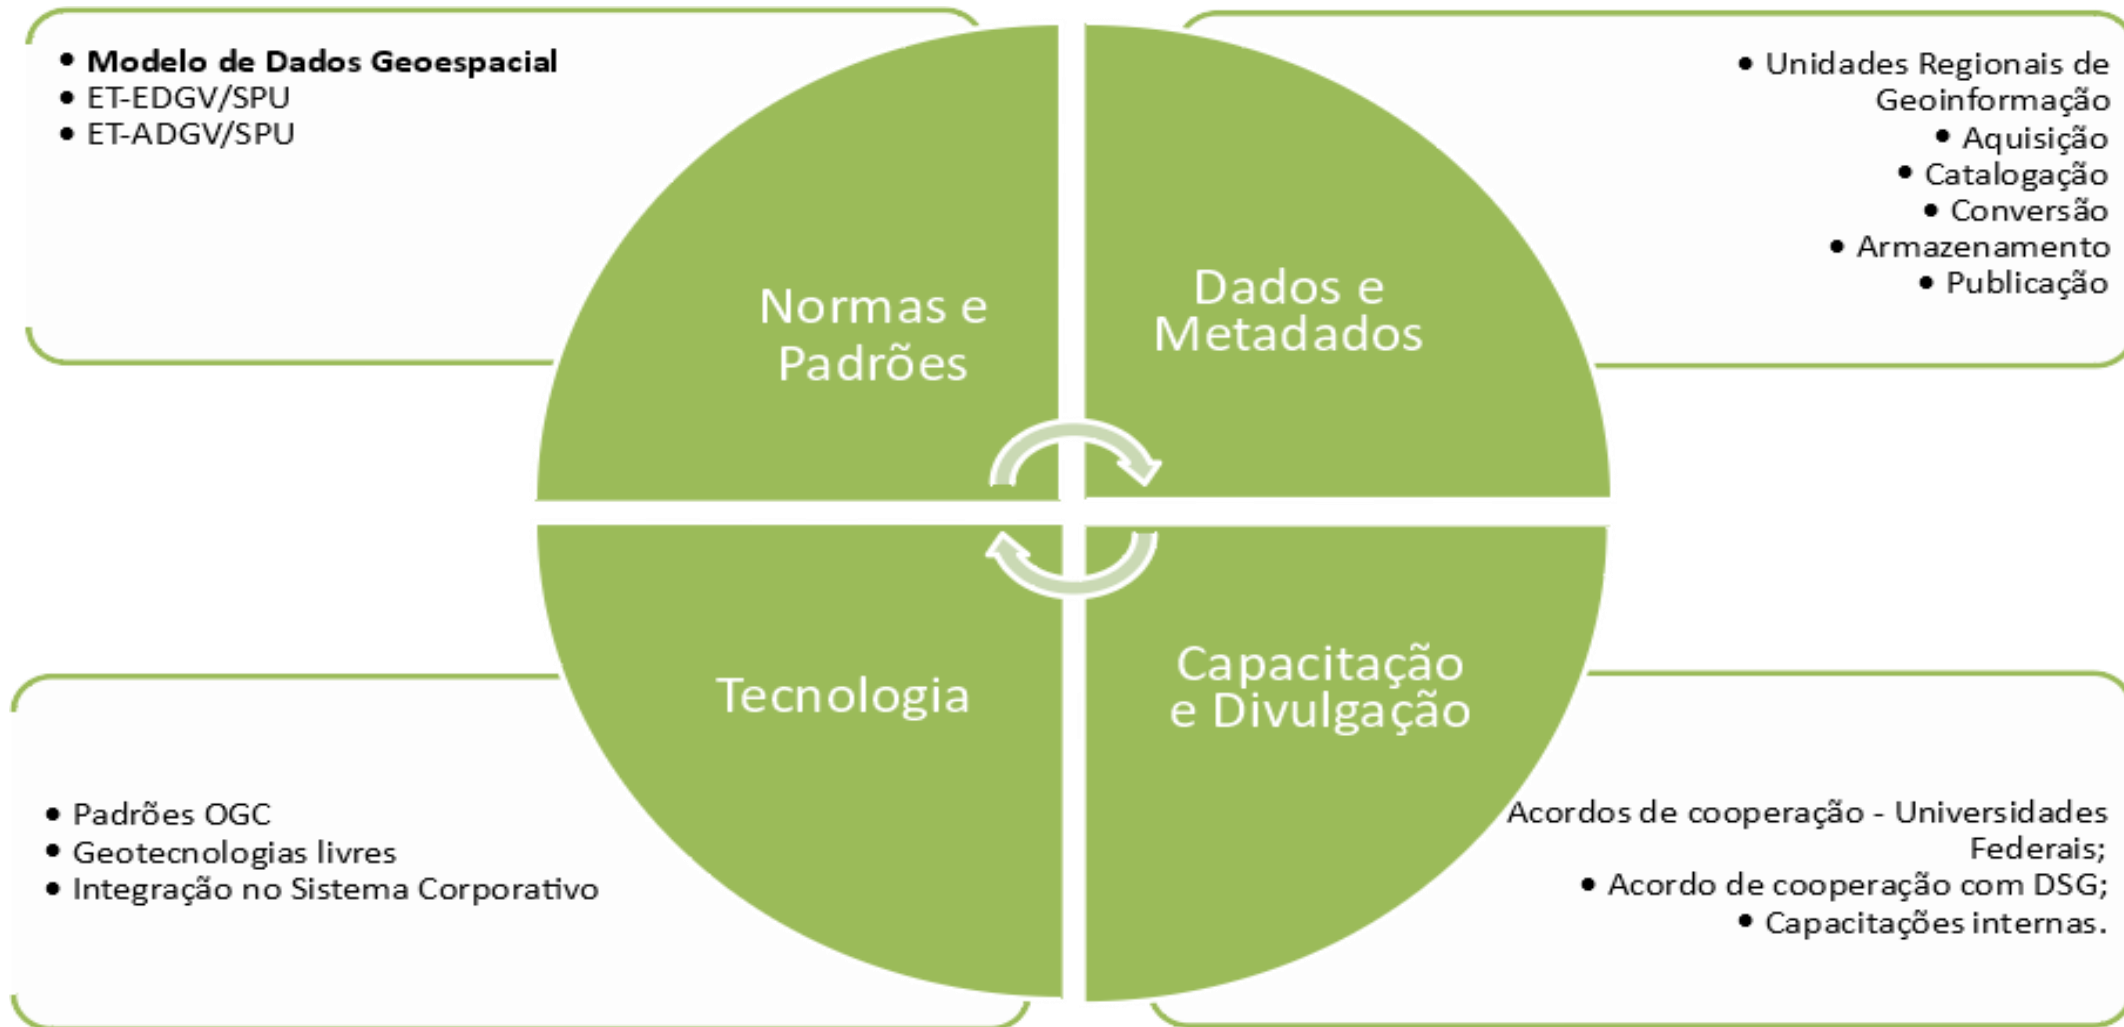 • Modelo de Dados Geoespacial
• ET-EDGV/SPU
• ET-ADGV/SPU
• Unidades Regionais de
Geoinformação
• Aquisição
• Catalogação
• Conversão
• Armazenamento
• Publicação
Normas e
Padrões
Dados e
Metadados
Tecnologia
Capacitação
e Divulgação
• Padrões OGC
• Geotecnologias livres
• Integração no Sistema Corporativo
Acordos de cooperação - Universidades
Federais;
• Acordo de cooperação com DSG;
• Capacitações internas.